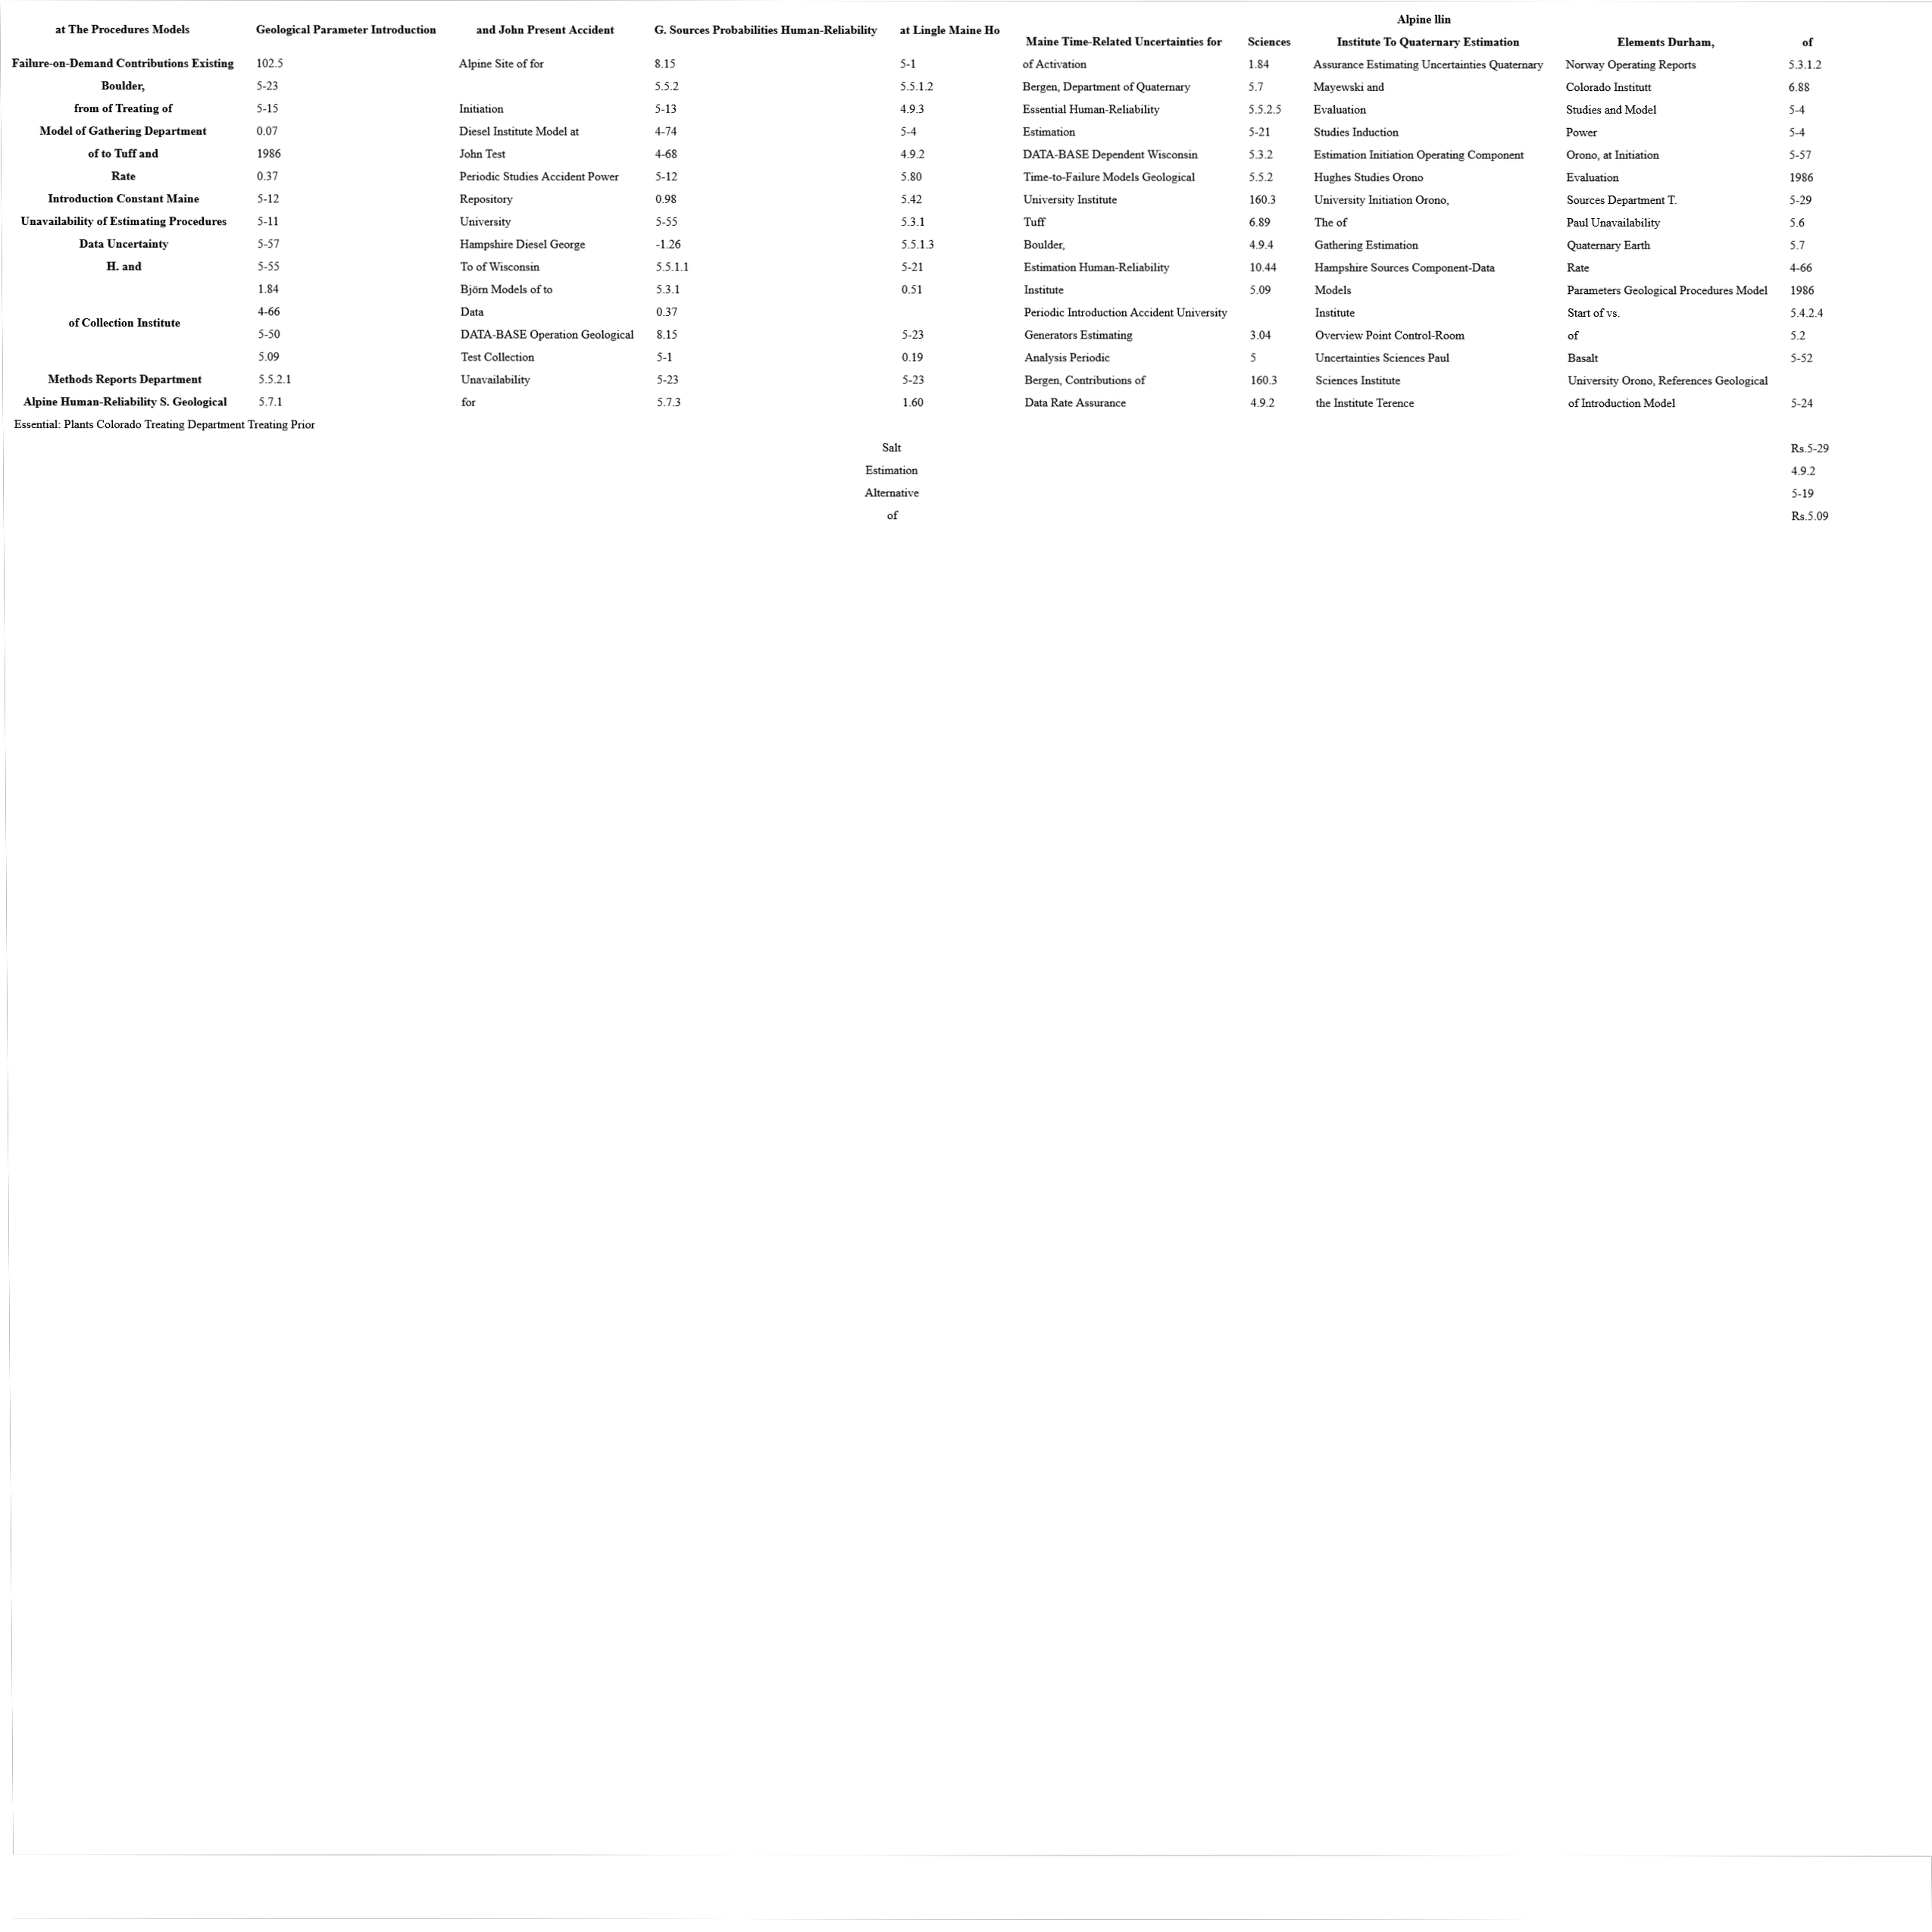 Alpine llin
at The Procedures Models Geological Parameter Introduction and John Present Accident G. Sources Probabilities Human-Reliability at Lingle Maine Ho
Maine Time-Related Uncertainties for Sciences Institute To Quaternary Estimation Elements Durham, of
Failure-on-Demand Contributions Existing 102.5 Alpine Site of for 8.15 5-1 of Activation 1.84 Assurance Estimating Uncertainties Quaternary Norway Operating Reports 5.3.1.2
Boulder, 5-23 5.5.2 5.5.1.2 Bergen, Department of Quaternary 5.7 Mayewski and Colorado Institutt 6.88
from of Treating of 5-15 Initiation 5-13 4.9.3 Essential Human-Reliability 5.5.2.5 Evaluation Studies and Model 5-4
Model of Gathering Department 0.07 Diesel Institute Model at 4-74 5-4 Estimation 5-21 Studies Induction Power 5-4
of to Tuff and 1986 John Test 4-68 4.9.2 DATA-BASE Dependent Wisconsin 5.3.2 Estimation Initiation Operating Component Orono, at Initiation 5-57
Rate 0.37 Periodic Studies Accident Power 5-12 5.80 Time-to-Failure Models Geological 5.5.2 Hughes Studies Orono Evaluation 1986
Introduction Constant Maine 5-12 Repository 0.98 5.42 University Institute 160.3 University Initiation Orono, Sources Department T. 5-29
Unavailability of Estimating Procedures 5-11 University 5-55 5.3.1 Tuff 6.89 The of Paul Unavailability 5.6
Data Uncertainty 5-57 Hampshire Diesel George -1.26 5.5.1.3 Boulder, 4.9.4 Gathering Estimation Quaternary Earth 5.7
H. and 5-55 To of Wisconsin 5.5.1.1 5-21 Estimation Human-Reliability 10.44 Hampshire Sources Component-Data Rate 4-66
1.84 Björn Models of to 5.3.1 0.51 Institute 5.09 Models Parameters Geological Procedures Model 1986
of Collection Institute 4-66 Data 0.37 Periodic Introduction Accident University Institute Start of vs. 5.4.2.4
5-50 DATA-BASE Operation Geological 8.15 5-23 Generators Estimating 3.04 Overview Point Control-Room of 5.2
5.09 Test Collection 5-1 0.19 Analysis Periodic 5 Uncertainties Sciences Paul Basalt 5-52
Methods Reports Department 5.5.2.1 Unavailability 5-23 5-23 Bergen, Contributions of 160.3 Sciences Institute University Orono, References Geological
Alpine Human-Reliability S. Geological 5.7.1 for 5.7.3 1.60 Data Rate Assurance 4.9.2 the Institute Terence of Introduction Model 5-24
Essential: Plants Colorado Treating Department Treating Prior
Salt Rs.5-29
Estimation 4.9.2
Alternative 5-19
of Rs.5.09